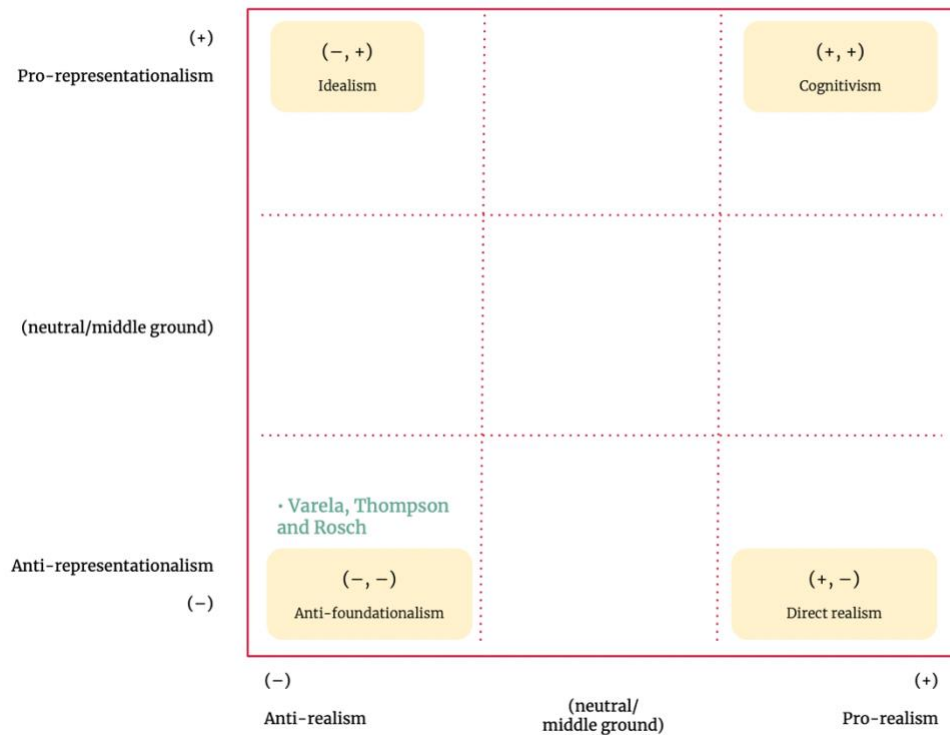 (+)
Pro-representationalism
(−, +)
Idealism
(+, +)
Cognitivism
(neutral/middle ground)
• Varela, Thompson
and Rosch
Anti-representationalism
(−)
(−, −)
Anti-foundationalism
(+, −)
Direct realism
(−)
Anti-realism
(neutral/
middle ground)
(+)
Pro-realism